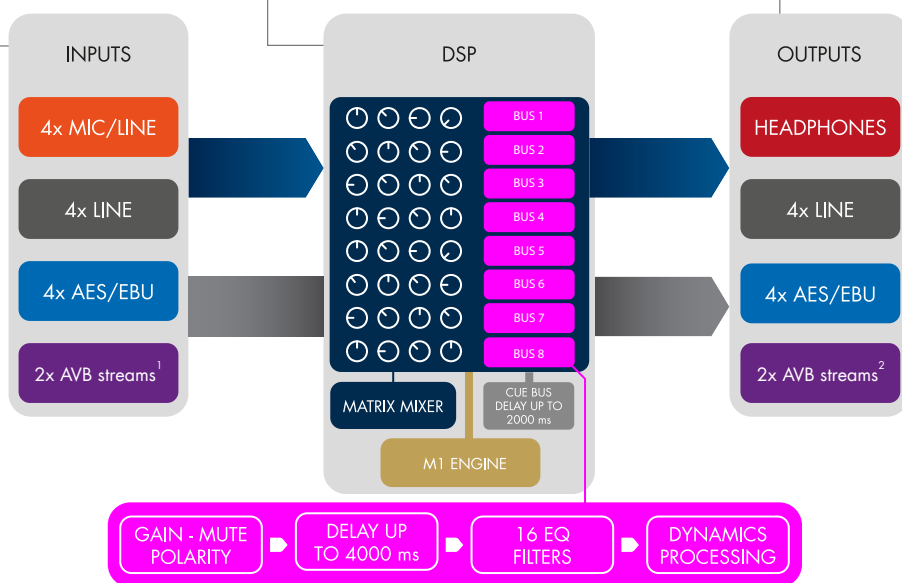 INPUTS
4x MIC/LINE
4x LINE
4x AES/EBU
2x AVB streams1
DSP
BUS 1
BUS 2
BUS 3
BUS 4
BUS 5
BUS 6
BUS 7
BUS 8
MATRIX MIXER
CUE BUS
DELAY UP TO
2000 ms
M1 ENGINE
OUTPUTS
HEADPHONES
4x LINE
4x AES/EBU
2x AVB streams2
GAIN - MUTE
POLARITY
DELAY UP
TO 4000 ms
16 EQ
FILTERS
DYNAMICS
PROCESSING